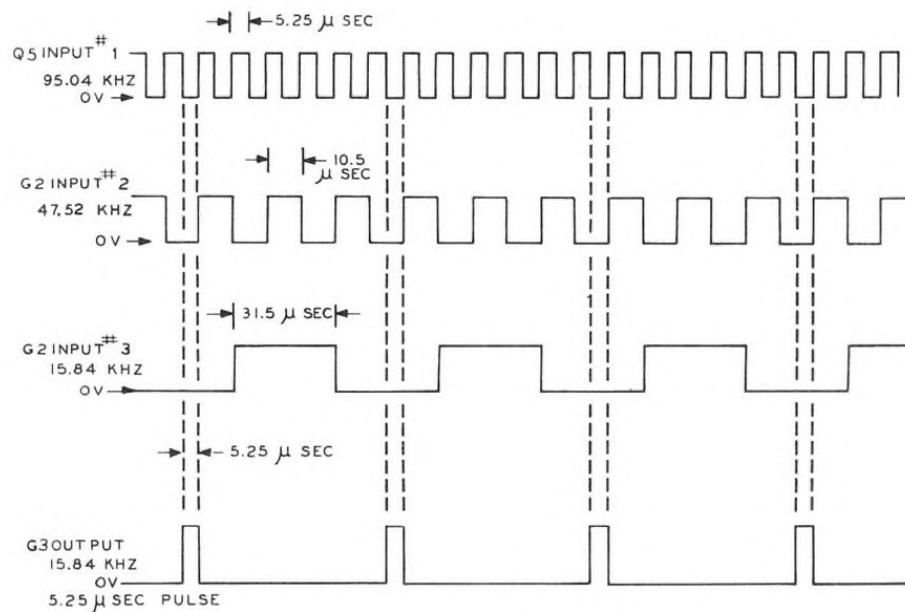 5.25 μ SEC
Q5 INPUT #1
95.04 KHZ
0V
10.5
μ SEC
G2 INPUT #2
47.52 KHZ
0V
31.5 μ SEC
G2 INPUT #3
15.84 KHZ
0V
5.25 μ SEC
G3 OUTPUT
15.84 KHZ
0V
5.25 μ SEC PULSE